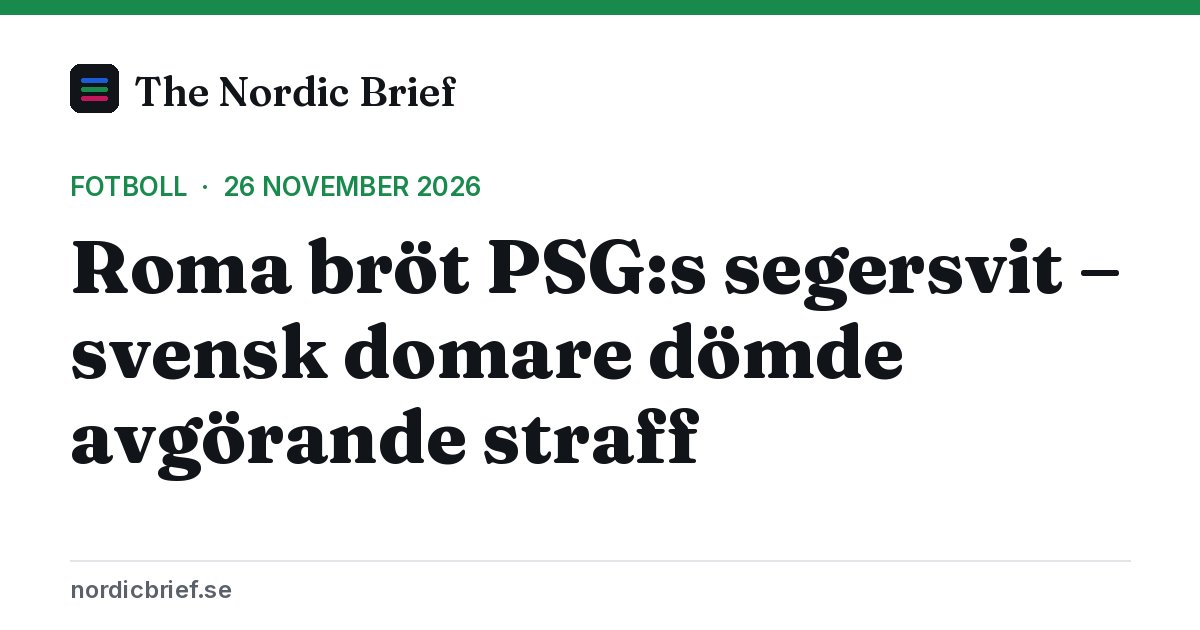 The Nordic Brief
FOTBOLL · 26 NOVEMBER 2026
Roma bröt PSG:s segersvit –
svensk domare dömde
avgörande straff
nordicbrief.se